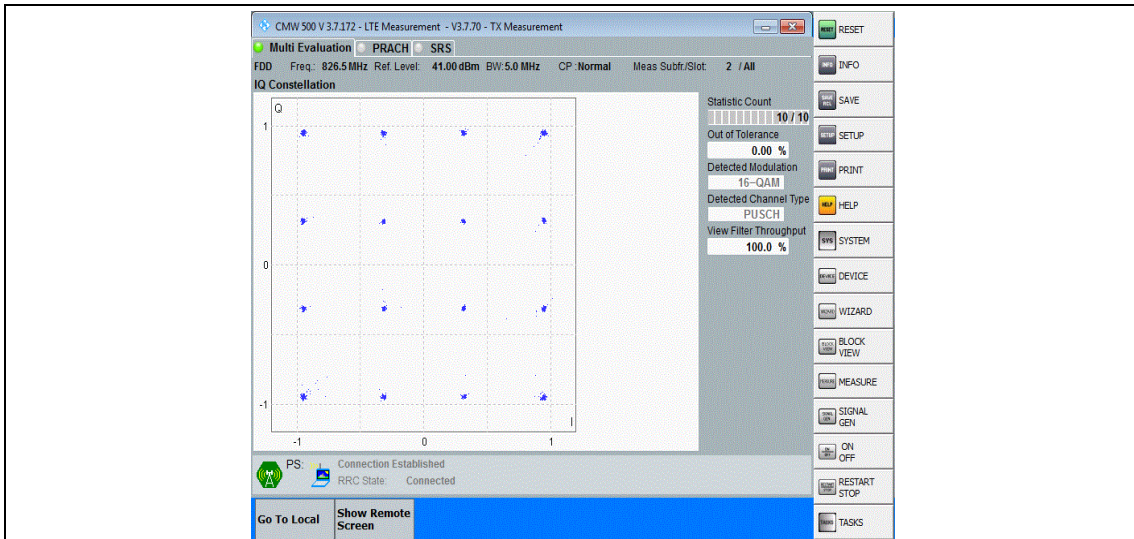 CMW 500 V 3.7.172 - LTE Measurement - V3.7.70 - TX Measurement
Multi Evaluation PRACH SRS
FDD Freq.: 826.5 MHz Ref. Level: 41.00 dBm BW: 5.0 MHz CP : Normal Meas Subfr./Slot: 2 / All
IQ Constellation
Q
1
0
-1
-1 0 1
I
Statistic Count
10 / 10
Out of Tolerance
0.00 %
Detected Modulation
16-QAM
Detected Channel Type
PUSCH
View Filter Throughput
100.0 %
PS: Connection Established
RRC State: Connected
Go To Local
Show Remote
Screen
RESET
INFO
SAVE
SETUP
PRINT
HELP HELP
SYS SYSTEM
DEVICE
WIZARD
BLOCK
VIEW
MEASURE
SIGNAL
GEN
ON
OFF
RESTART
STOP
TASKS